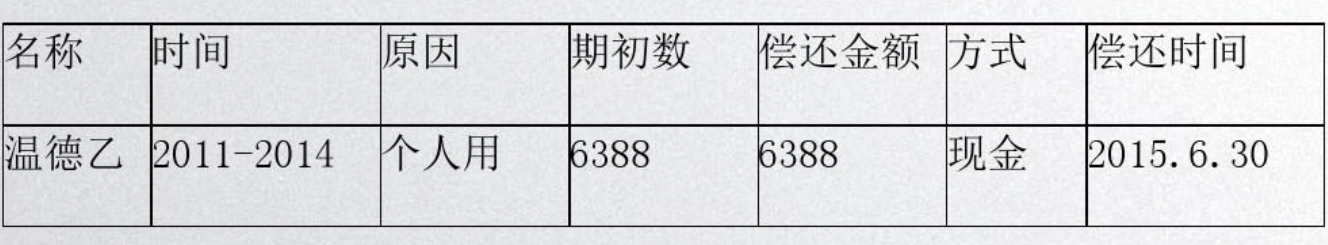 名称 时间 原因 期初数 偿还金额 方式 偿还时间
温德乙 2011-2014 个人用 6388 6388 现金 2015.6.30